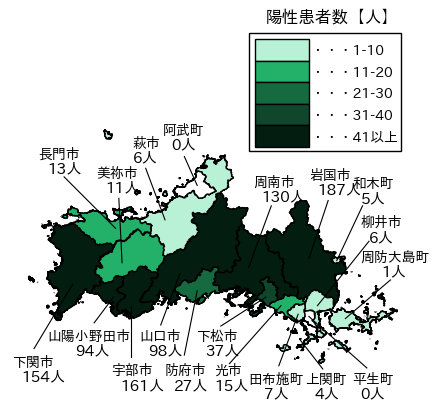 陽性患者数【人】
・・・1-10
・・・11-20
・・・21-30
・・・31-40
・・・41以上
阿武町
0人
萩市
6人
長門市
13人
美祢市
11人
周南市
130人
岩国市
187人
和木町
5人
柳井市
6人
周防大島町
1人
山陽小野田市
94人
山口市
98人
下松市
37人
下関市
154人
宇部市
161人
防府市
27人
光市
15人
田布施町
7人
上関町
4人
平生町
0人